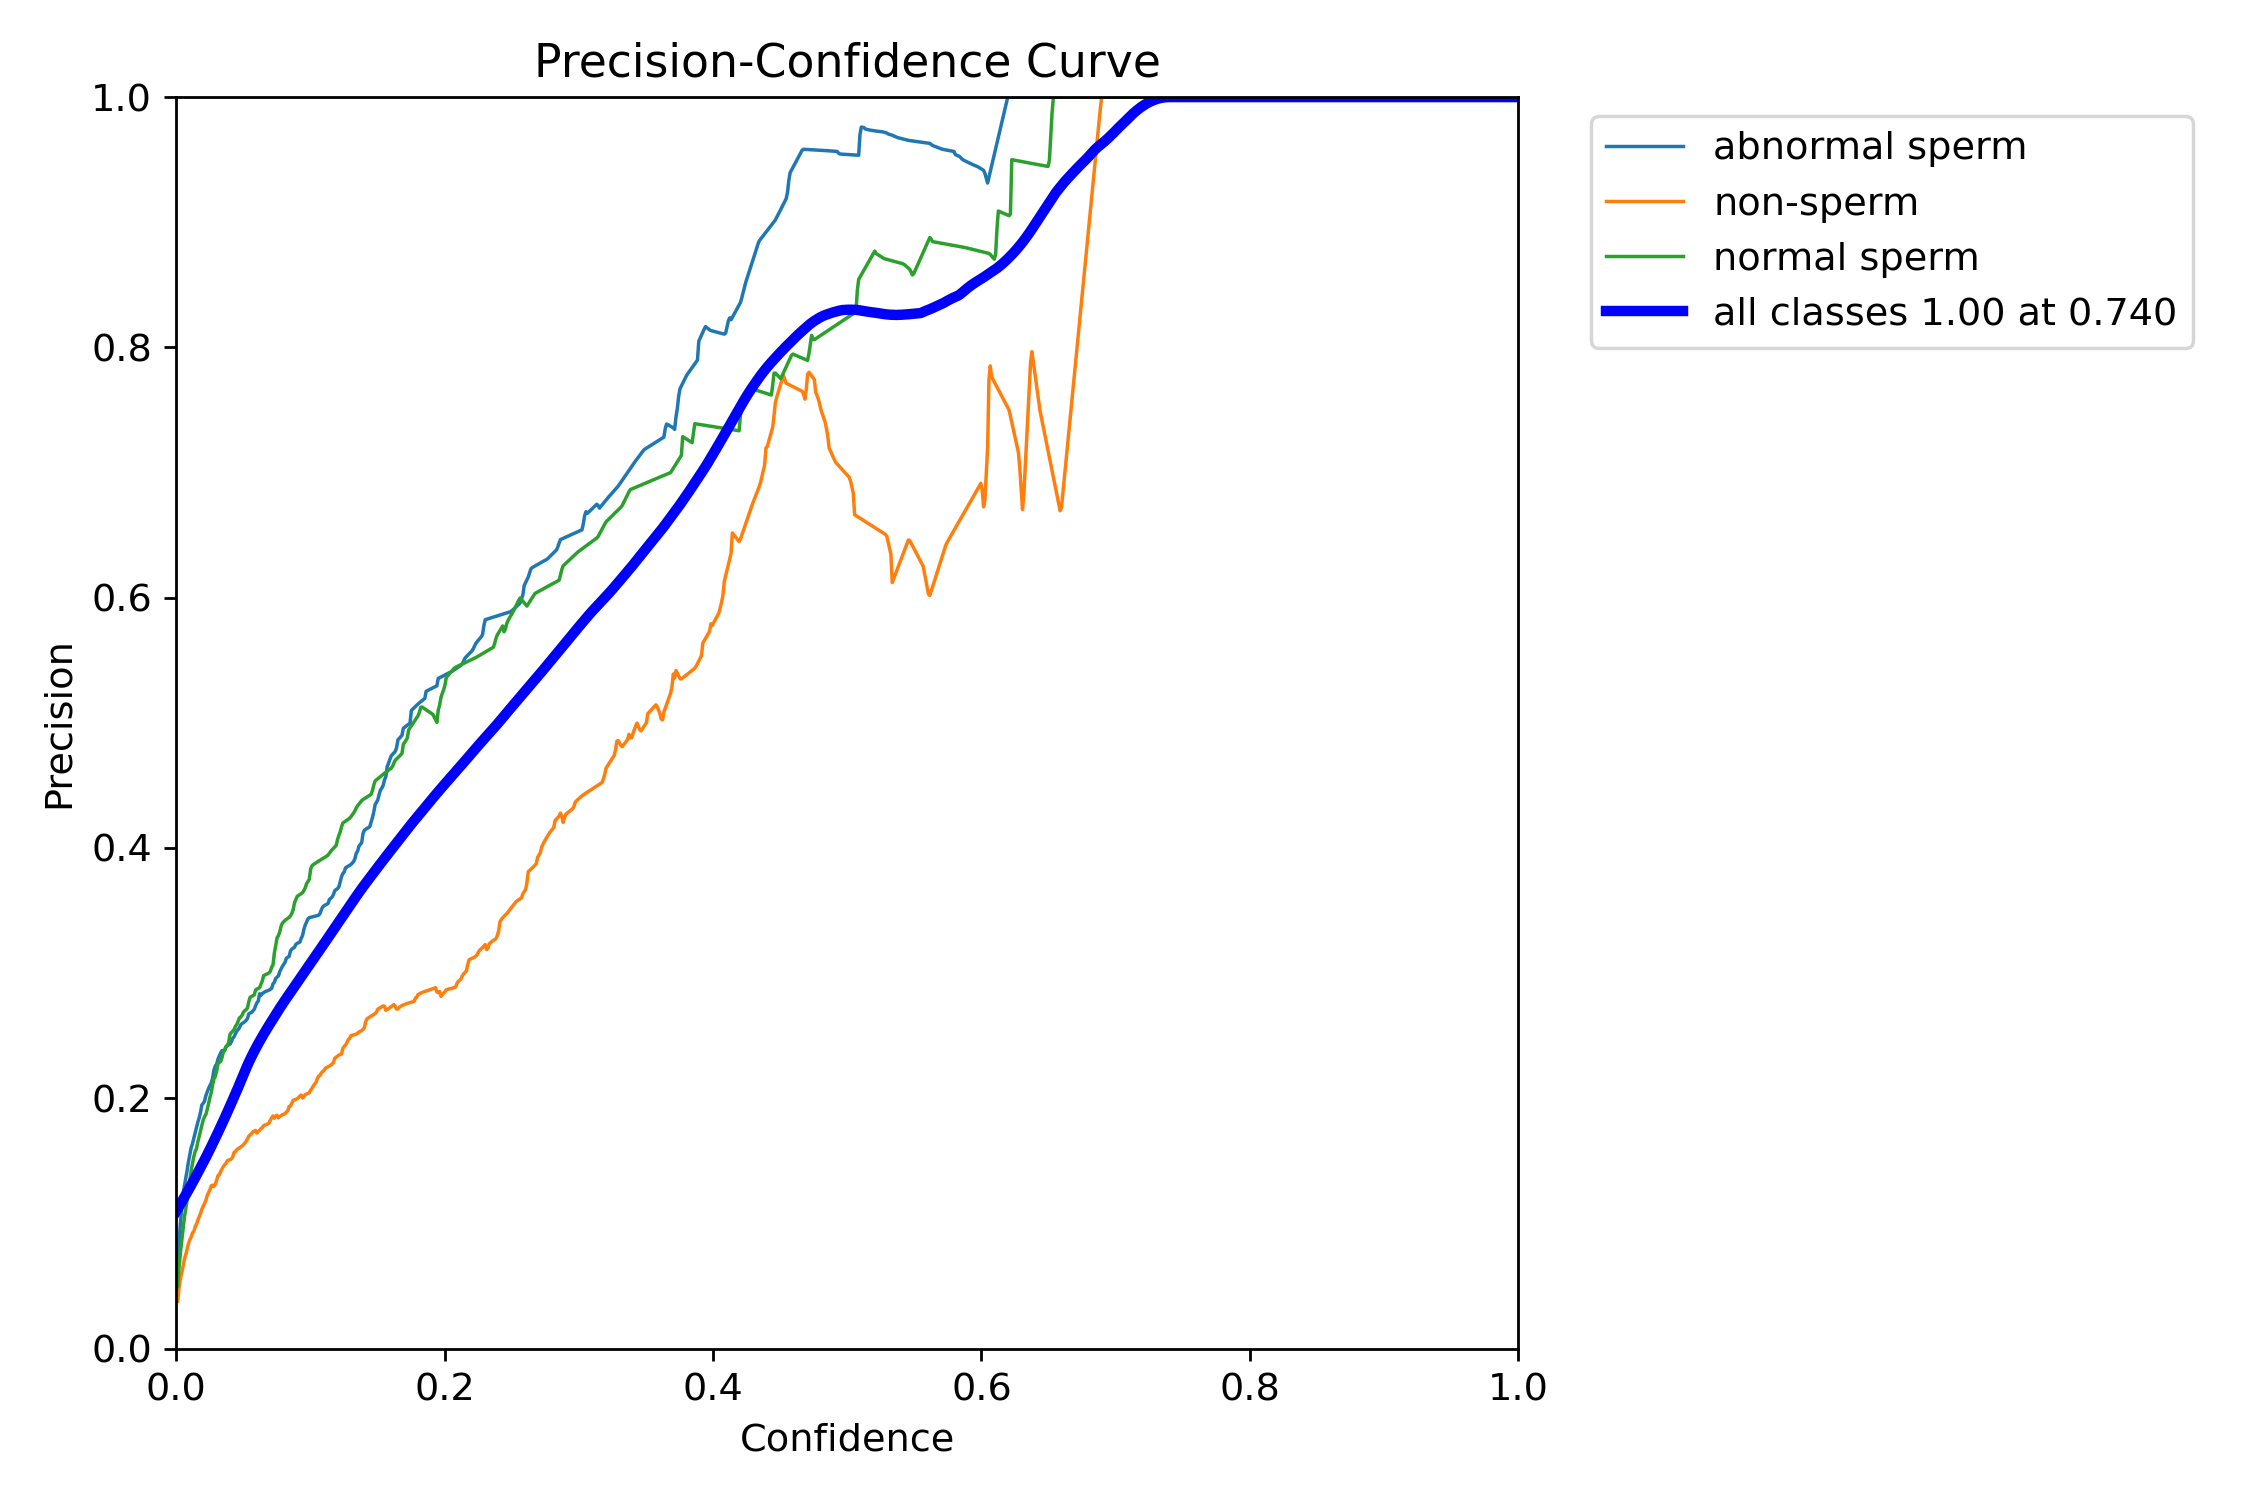 Precision-Confidence Curve
abnormal sperm
non-sperm
normal sperm
all classes 1.00 at 0.740
Precision
1.0
0.8
0.6
0.4
0.2
0.0
0.0 0.2 0.4 0.6 0.8 1.0
Confidence